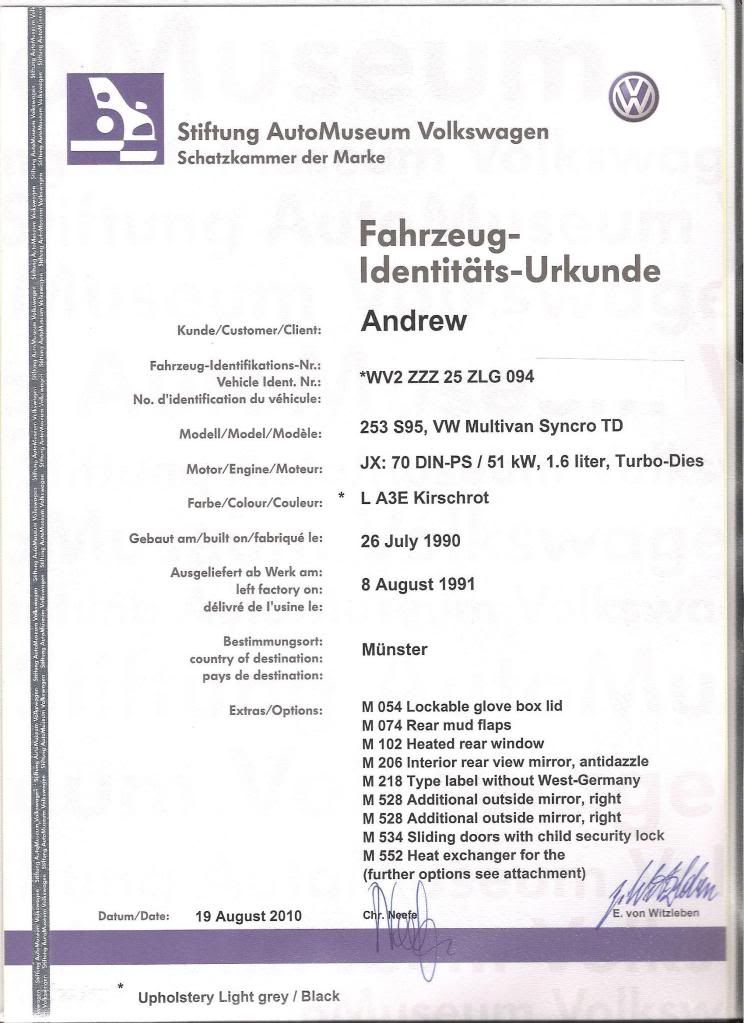 Stiftung AutoMuseum Volkswagen
Schatzkammer der Marke
Fahrzeug-
Identitäts-Urkunde
Kunde/Customer/Client: Andrew
Fahrzeug-Identifikations-Nr.:
Vehicle Ident. Nr.: *WV2 ZZZ 25 ZLG 094
No. d'identification du véhicule:
Modell/Model/Modèle: 253 S95, VW Multivan Syncro TD
Motor/Engine/Moteur: JX: 70 DIN-PS / 51 kW, 1.6 liter, Turbo-Dies
Farbe/Colour/Couleur: * L A3E Kirschrot
Gebaut am/built on/fabriqué le: 26 July 1990
Ausgeliefert ab Werk am:
left factory on: 8 August 1991
délivré de l'usine le:
Bestimmungsort:
country of destination: Münster
pays de destination:
Extras/Options: M 054 Lockable glove box lid
M 074 Rear mud flaps
M 102 Heated rear window
M 206 Interior rear view mirror, antidazzle
M 218 Type label without West-Germany
M 528 Additional outside mirror, right
M 528 Additional outside mirror, right
M 534 Sliding doors with child security lock
M 552 Heat exchanger for the
(further options see attachment)
Datum/Date: 19 August 2010 Chr. Neefe E. von Witzleben
* Upholstery Light grey / Black